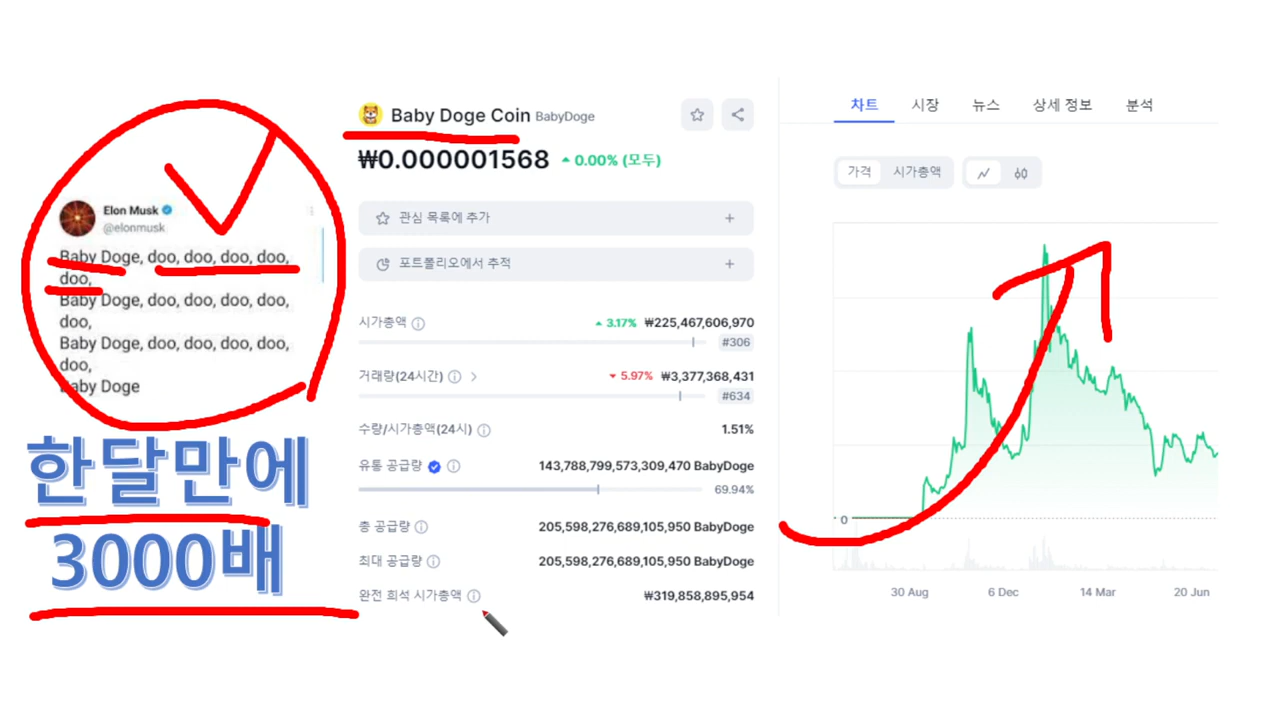 Elon Musk
@elonmusk
Baby Doge, doo, doo, doo, doo,
doo,
Baby Doge, doo, doo, doo, doo,
doo,
Baby Doge, doo, doo, doo, doo,
doo,
Baby Doge
한달만에
3000배
Baby Doge Coin BabyDoge
₩0.000001568 0.00% (모두)
관심 목록에 추가
포트폴리오에서 추적
시가총액 3.17% ₩225,467,606,970
#306
거래량(24시간) 5.97% ₩3,377,368,431
#634
수량/시가총액(24시) 1.51%
유통 공급량 143,788,799,573,309,470 BabyDoge
69.94%
총 공급량 205,598,276,689,105,950 BabyDoge
최대 공급량 205,598,276,689,105,950 BabyDoge
완전 희석 시가총액 ₩319,858,895,954
차트 시장 뉴스 상세 정보 분석
가격 시가총액
0
30 Aug 6 Dec 14 Mar 20 Jun